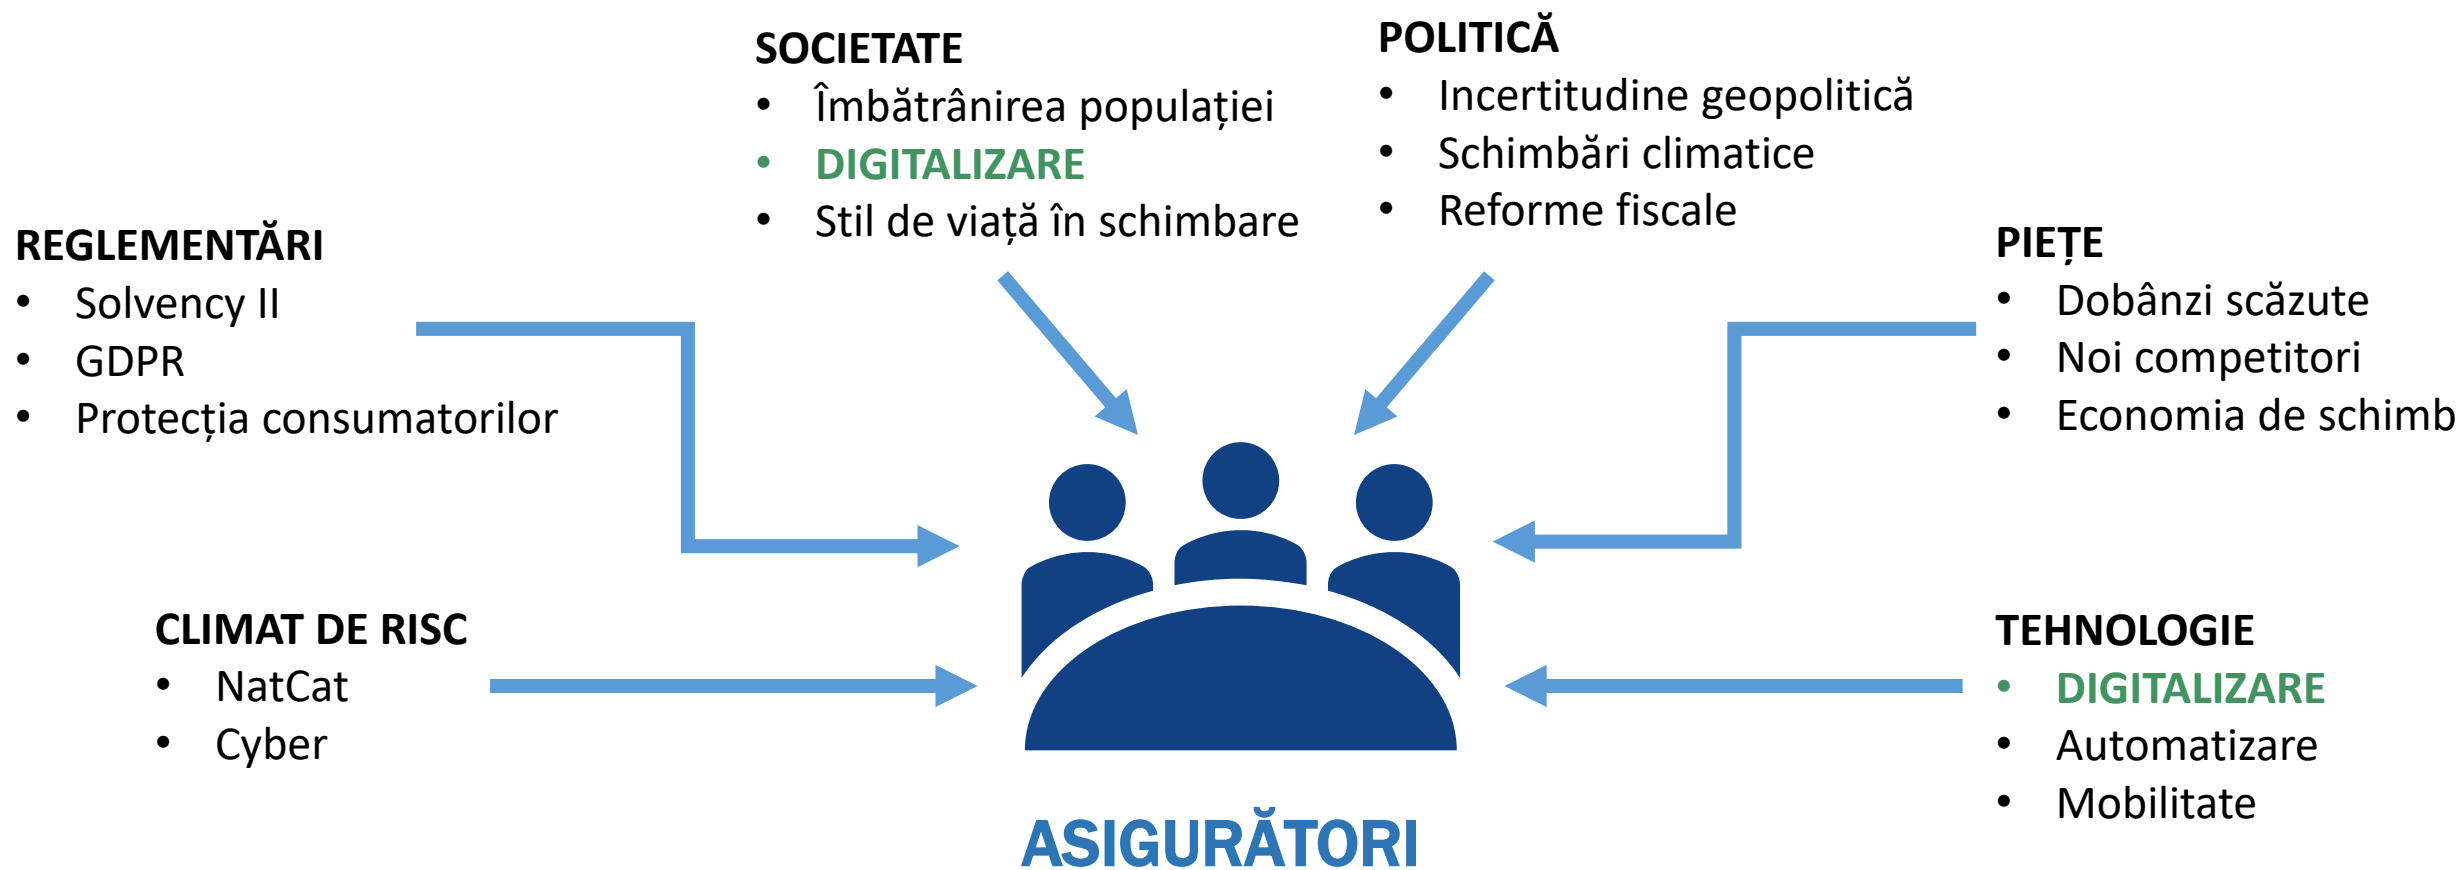 SOCIETATE
• Îmbătrânirea populației
• DIGITALIZARE
• Stil de viață în schimbare
POLITICĂ
• Incertitudine geopolitică
• Schimbări climatice
• Reforme fiscale
REGLEMENTĂRI
• Solvency II
• GDPR
• Protecția consumatorilor
PIEȚE
• Dobânzi scăzute
• Noi competitori
• Economia de schimb
CLIMAT DE RISC
• NatCat
• Cyber
TEHNOLOGIE
• DIGITALIZARE
• Automatizare
• Mobilitate
ASIGURĂTORI